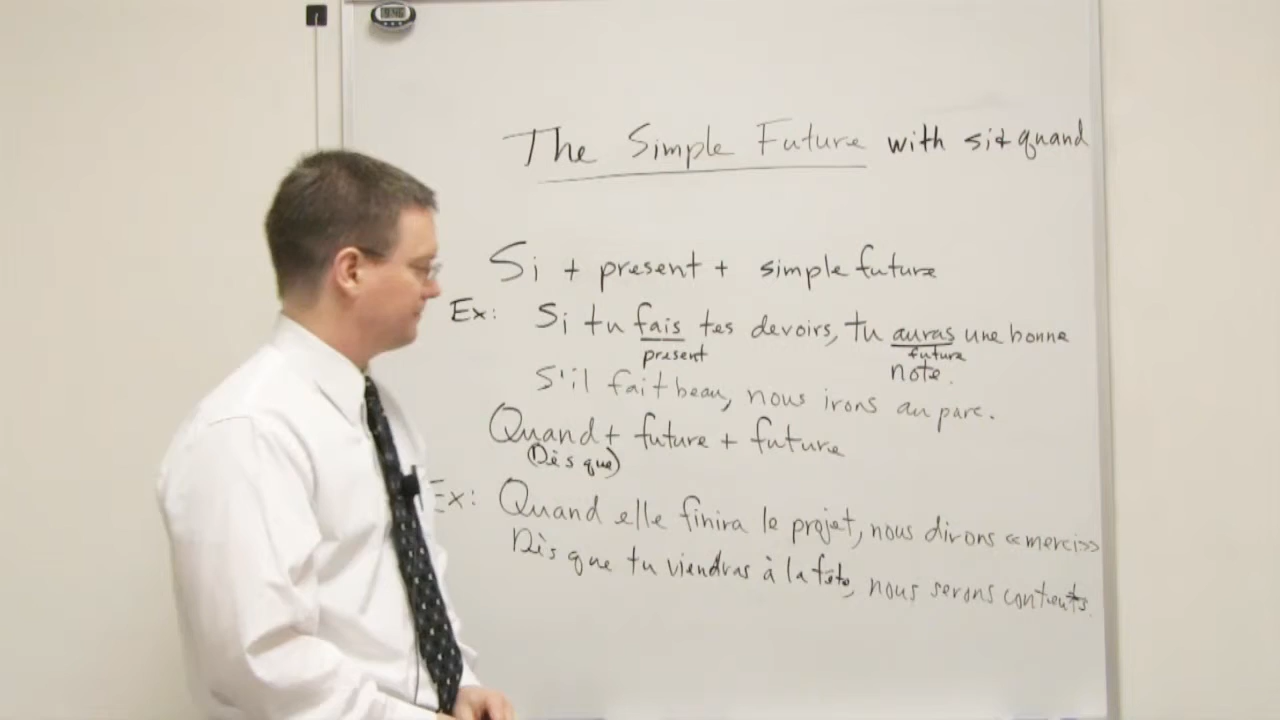 9:46
The Simple Future with si & quand
Si + present + simple future
Ex: Si tu fais tes devoirs, tu auras une bonne
present future
note.
S'il fait beau, nous irons au parc.
Quand + future + future
(Dès que)
Ex: Quand elle finira le projet, nous dirons «merci»
Dès que tu viendras à la fête, nous serons contents.